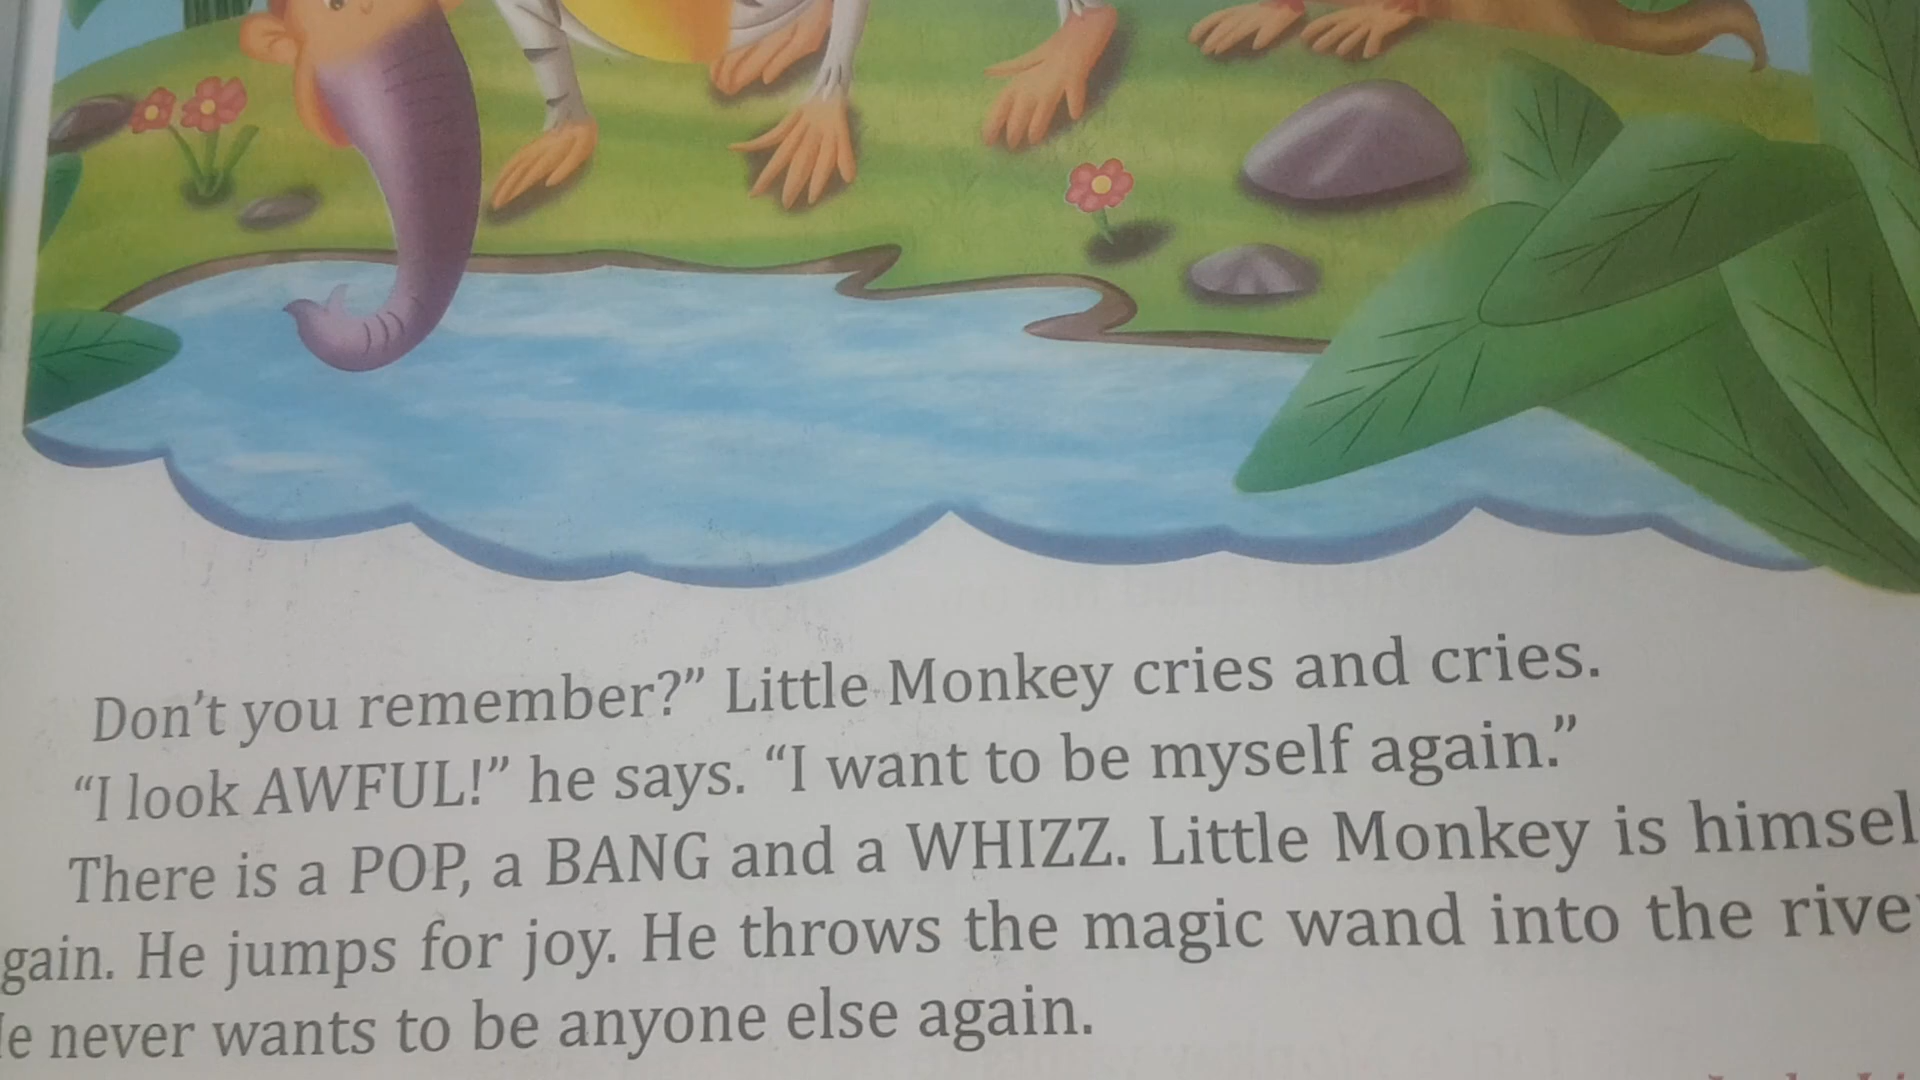 Don't you remember?” Little Monkey cries and cries.
“I look AWFUL!” he says. “I want to be myself again.”
There is a POP, a BANG and a WHIZZ. Little Monkey is himsel
gain. He jumps for joy. He throws the magic wand into the rive
e never wants to be anyone else again.